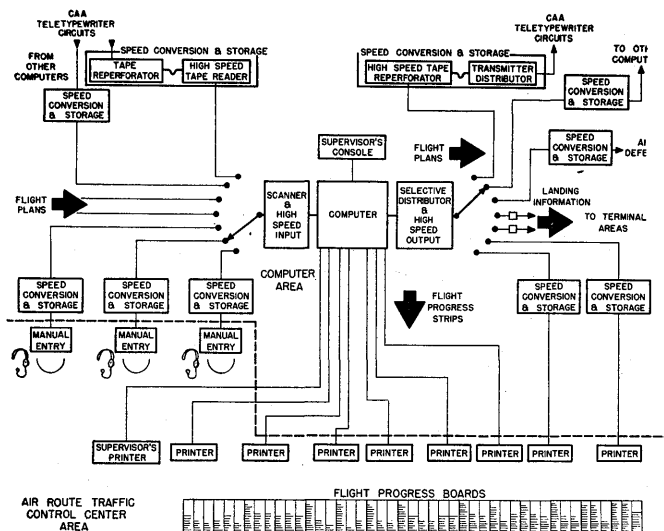 CAA
TELETYPEWRITER
CIRCUITS
FROM
OTHER
COMPUTERS
SPEED CONVERSION & STORAGE
TAPE
REPERFORATOR
HIGH SPEED
TAPE READER
SPEED
CONVERSION
& STORAGE
CAA
TELETYPEWRITER
CIRCUITS
SPEED CONVERSION & STORAGE
HIGH SPEED TAPE
REPERFORATOR
TRANSMITTER
DISTRIBUTOR
TO
SPEED
CONVERSION
& STORAGE
SUPERVISOR'S
CONSOLE
FLIGHT
PLANS
SPEED
CONVERSION
& STORAGE
FLIGHT
PLANS
SCANNER
&
HIGH
SPEED
INPUT
COMPUTER
SELECTIVE
DISTRIBUTOR
&
HIGH
SPEED
OUTPUT
LANDING
INFORMATION
TO TERMINAL
AREAS
COMPUTER
AREA
SPEED
CONVERSION
& STORAGE
SPEED
CONVERSION
& STORAGE
SPEED
CONVERSION
& STORAGE
FLIGHT
PROGRESS
STRIPS
SPEED
CONVERSION
& STORAGE
SPEED
CONVERSION
& STORAGE
MANUAL
ENTRY
MANUAL
ENTRY
MANUAL
ENTRY
SUPERVISOR'S
PRINTER
PRINTER
PRINTER
PRINTER
PRINTER
PRINTER
PRINTER
PRINTER
PRINTER
AIR ROUTE TRAFFIC
CONTROL CENTER
AREA
FLIGHT PROGRESS BOARDS